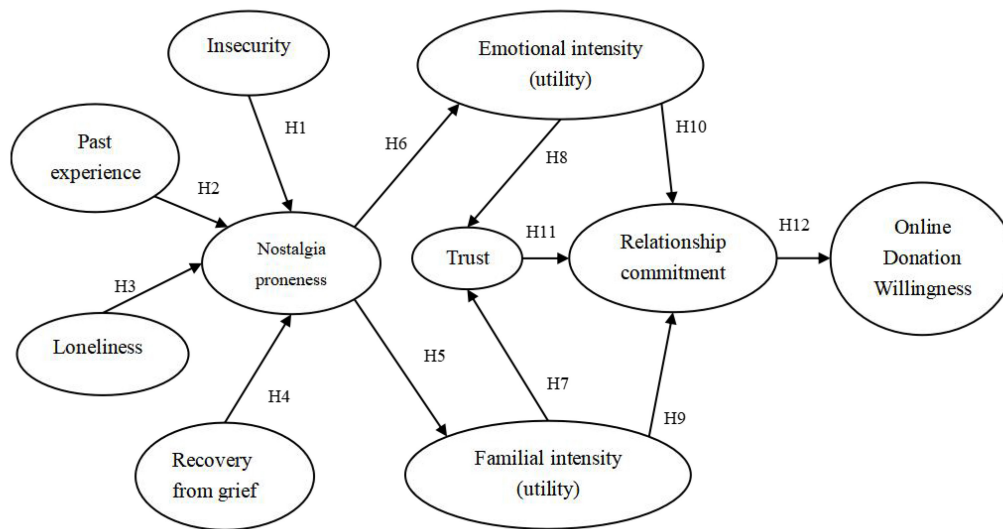 Insecurity
Emotional intensity
(utility)
H1
H6
H8
H10
Past
experience
H2
Nostalgia
proneness
Trust
H11
Relationship
commitment
H12
Online
Donation
Willingness
H3
Loneliness
H4
H5
H7
H9
Recovery
from grief
Familial intensity
(utility)